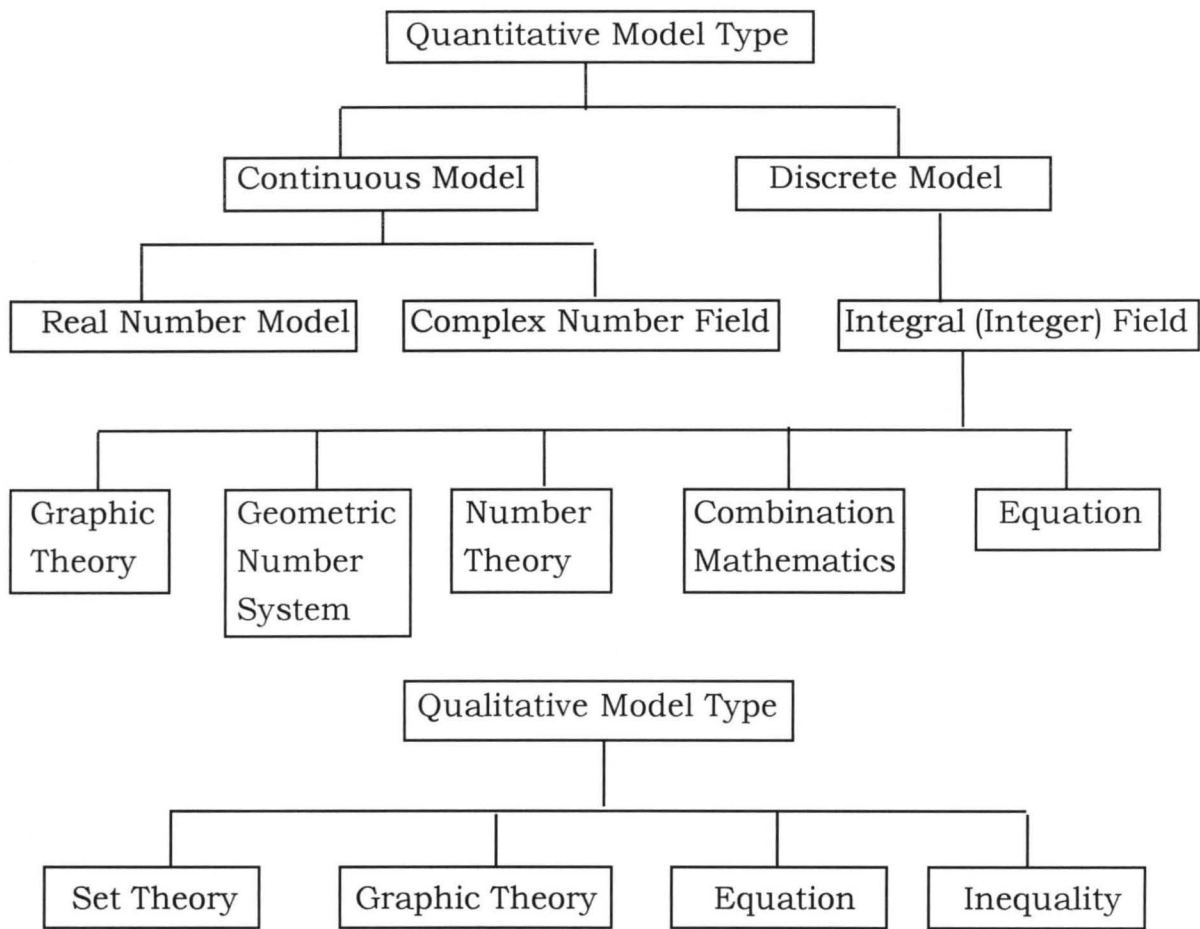 Quantitative Model Type
Continuous Model
Discrete Model
Real Number Model
Complex Number Field
Integral (Integer) Field
Graphic
Theory
Geometric
Number
System
Number
Theory
Combination
Mathematics
Equation
Qualitative Model Type
Set Theory
Graphic Theory
Equation
Inequality